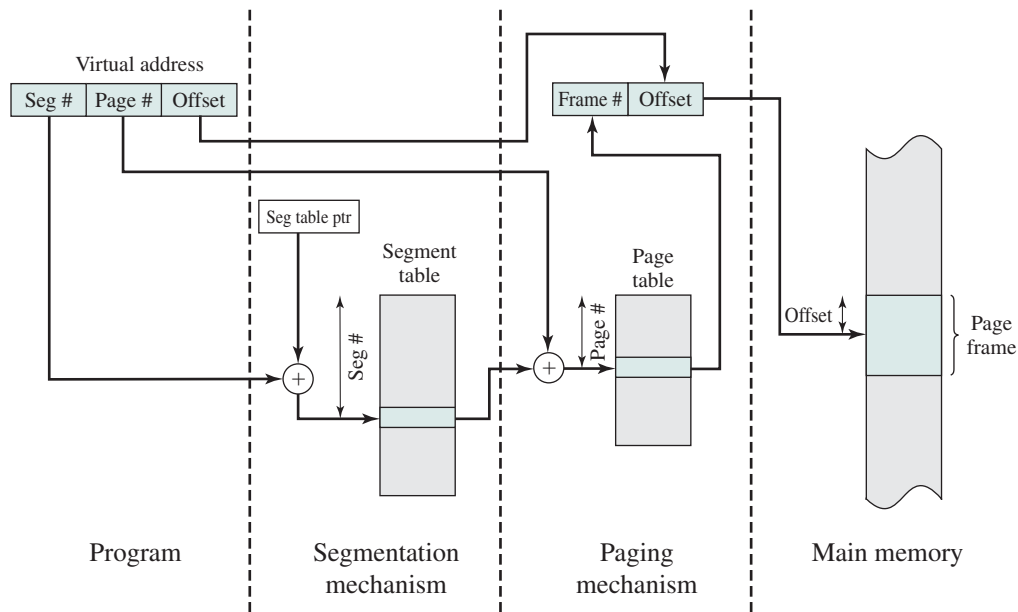 Virtual address
Seg # Page # Offset
Frame # Offset
Seg table ptr
Segment
table
Page
table
Seg #
+
Page #
+
Offset
Page
frame
Program
Segmentation
mechanism
Paging
mechanism
Main memory